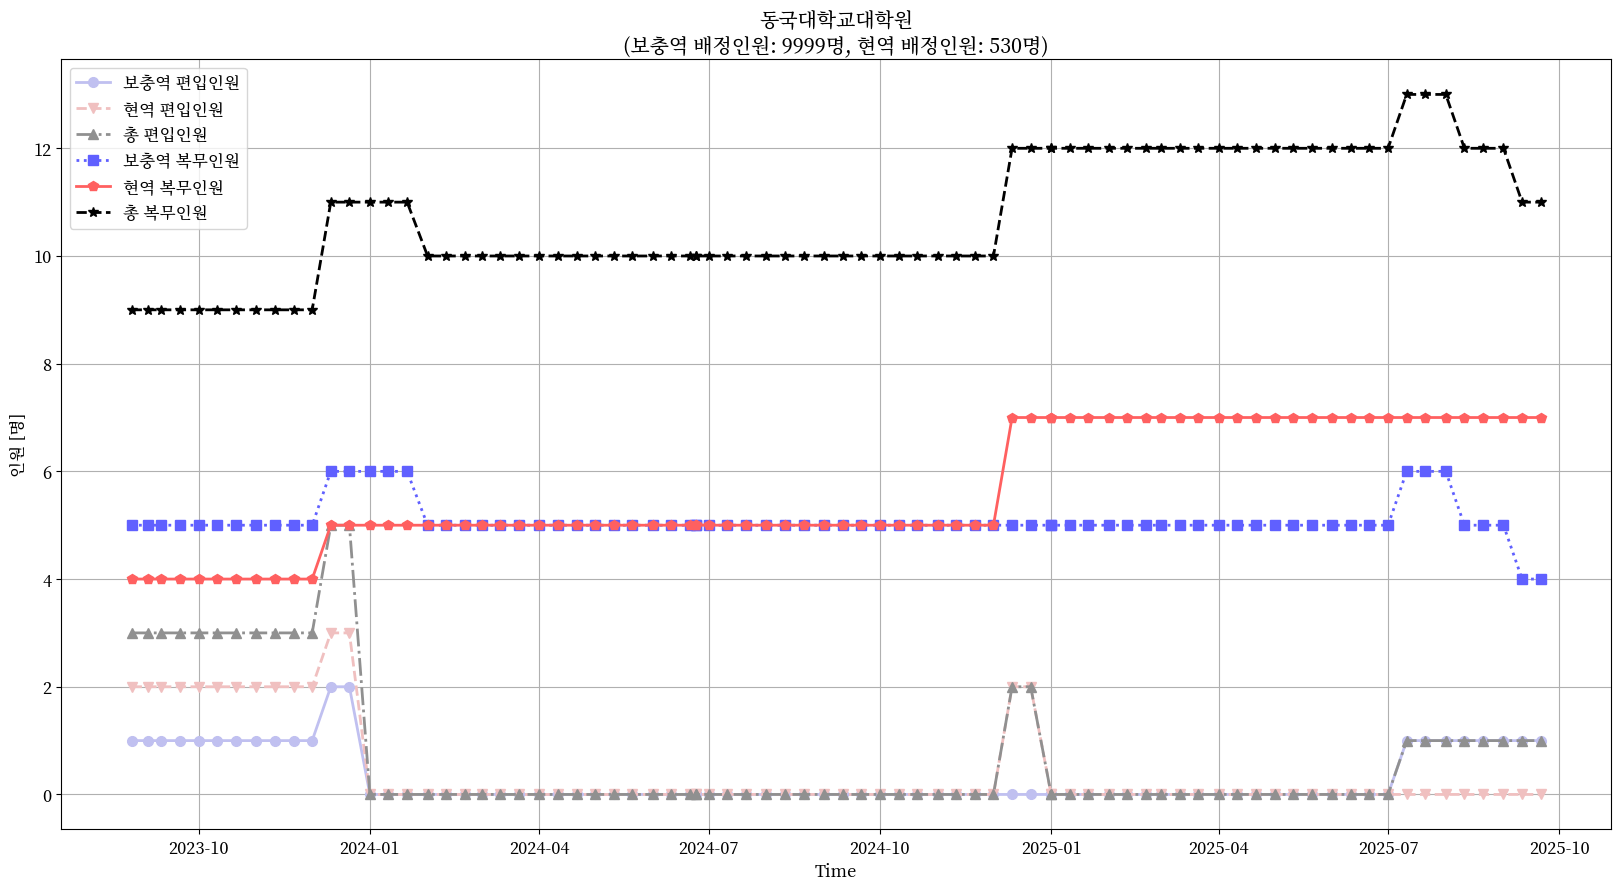 동국대학교대학원
(보충역 배정인원: 9999명, 현역 배정인원: 530명)
보충역 편입인원
현역 편입인원
총 편입인원
보충역 복무인원
현역 복무인원
총 복무인원
12
10
8
6
4
2
0
인원 [명]
2023-10
2024-01
2024-04
2024-07
2024-10
2025-01
2025-04
2025-07
2025-10
Time